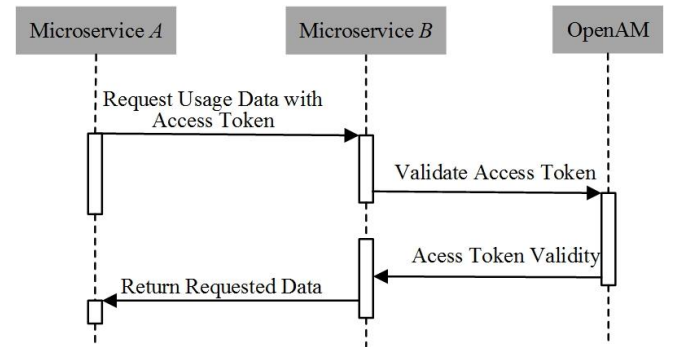 Microservice A
Microservice B
OpenAM
Request Usage Data with
Access Token
Validate Access Token
Acess Token Validity
Return Requested Data